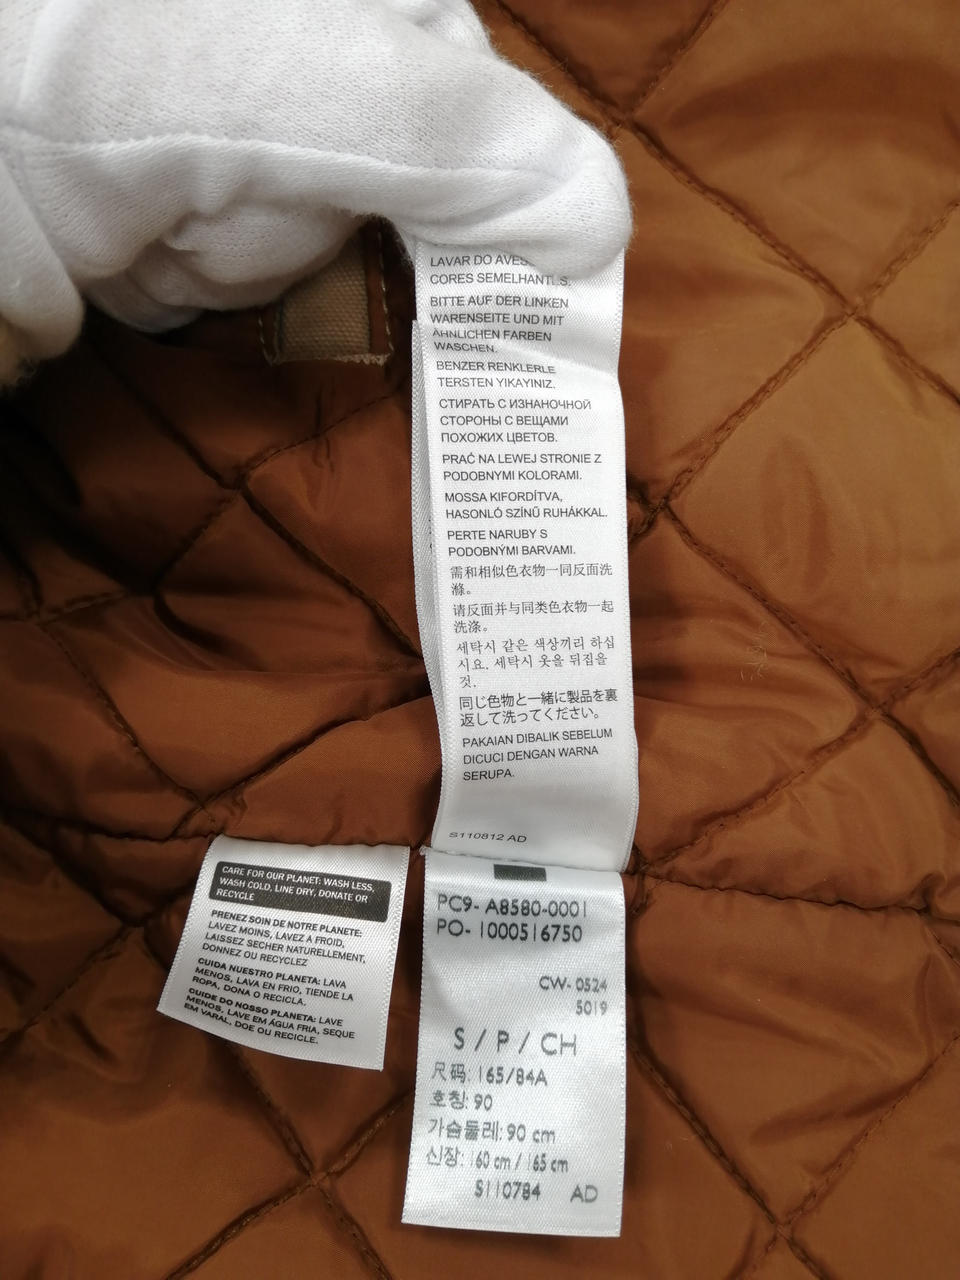 LAVAR DO
CORES SEMELHANTES.
BITTE AUF DER LINKEN
WARENSEITE UND MIT
ÄHNLICHEN FARBEN
WASCHEN.
BENZER RENKLERLE
TERSTEN YIKAYINIZ.
СТИРАТЬ С ИЗНАНОЧНОЙ
СТОРОНЫ С ВЕЩАМИ
ПОХОЖИХ ЦВЕТОВ.
PRAĆ NA LEWEJ STRONIE Z
PODOBNYMI KOLORAMI.
MOSSA KIFORDÍTVA,
HASONLÓ SZÍNŰ RUHÁKKAL.
PERTE NARUBY S
PODOBNÝMI BARVAMI.
需和相似色衣物一同反面洗
滌。
请反面并与同类色衣物一起
洗涤。
세탁시 같은 색상끼리 하십
시요. 세탁시 옷을 뒤집을
것.
同じ色物と一緒に製品を裏
返して洗ってください。
PAKAIAN DIBALIK SEBELUM
DICUCI DENGAN WARNA
SERUPA.
S110812 AD
CARE FOR OUR PLANET: WASH LESS,
WASH COLD, LINE DRY, DONATE OR
RECYCLE
PRENEZ SOIN DE NOTRE PLANETE:
LAVEZ MOINS, LAVEZ A FROID,
LAISSEZ SECHER NATURELLEMENT,
DONNEZ OU RECYCLEZ
CUIDA NUESTRO PLANETA: LAVA
MENOS, LAVA EN FRIO, TIENDE LA
ROPA, DONA O RECICLA.
CUIDE DO NOSSO PLANETA: LAVE
MENOS, LAVE EM ÁGUA FRIA, SEQUE
EM VARAL, DOE OU RECICLE.
PC9- A8580-0001
PO- 1000516750
CW- 0524
5019
S / P / CH
尺码: 165/84A
호칭: 90
가슴둘레: 90 cm
신장: 160 cm / 165 cm
S110784 AD